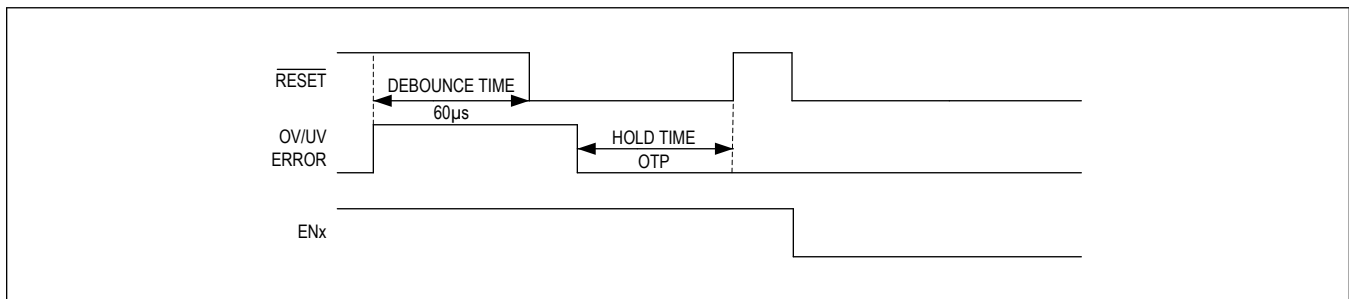 RESET
DEBOUNCE TIME
60µs
OV/UV
ERROR
HOLD TIME
OTP
ENx